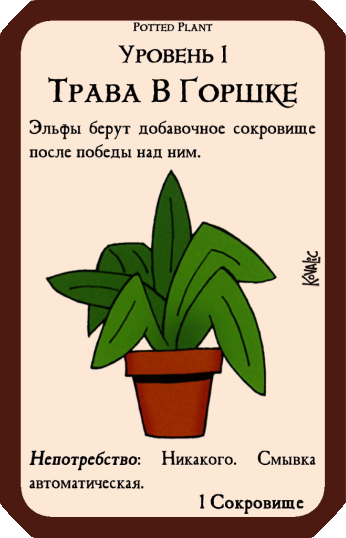 Potted Plant
Уровень 1
Трава В Горшке
Эльфы берут добавочное сокровище
после победы над ним.
Kovalic
Непотребство: Никакого. Смывка
автоматическая.
1 Сокровище